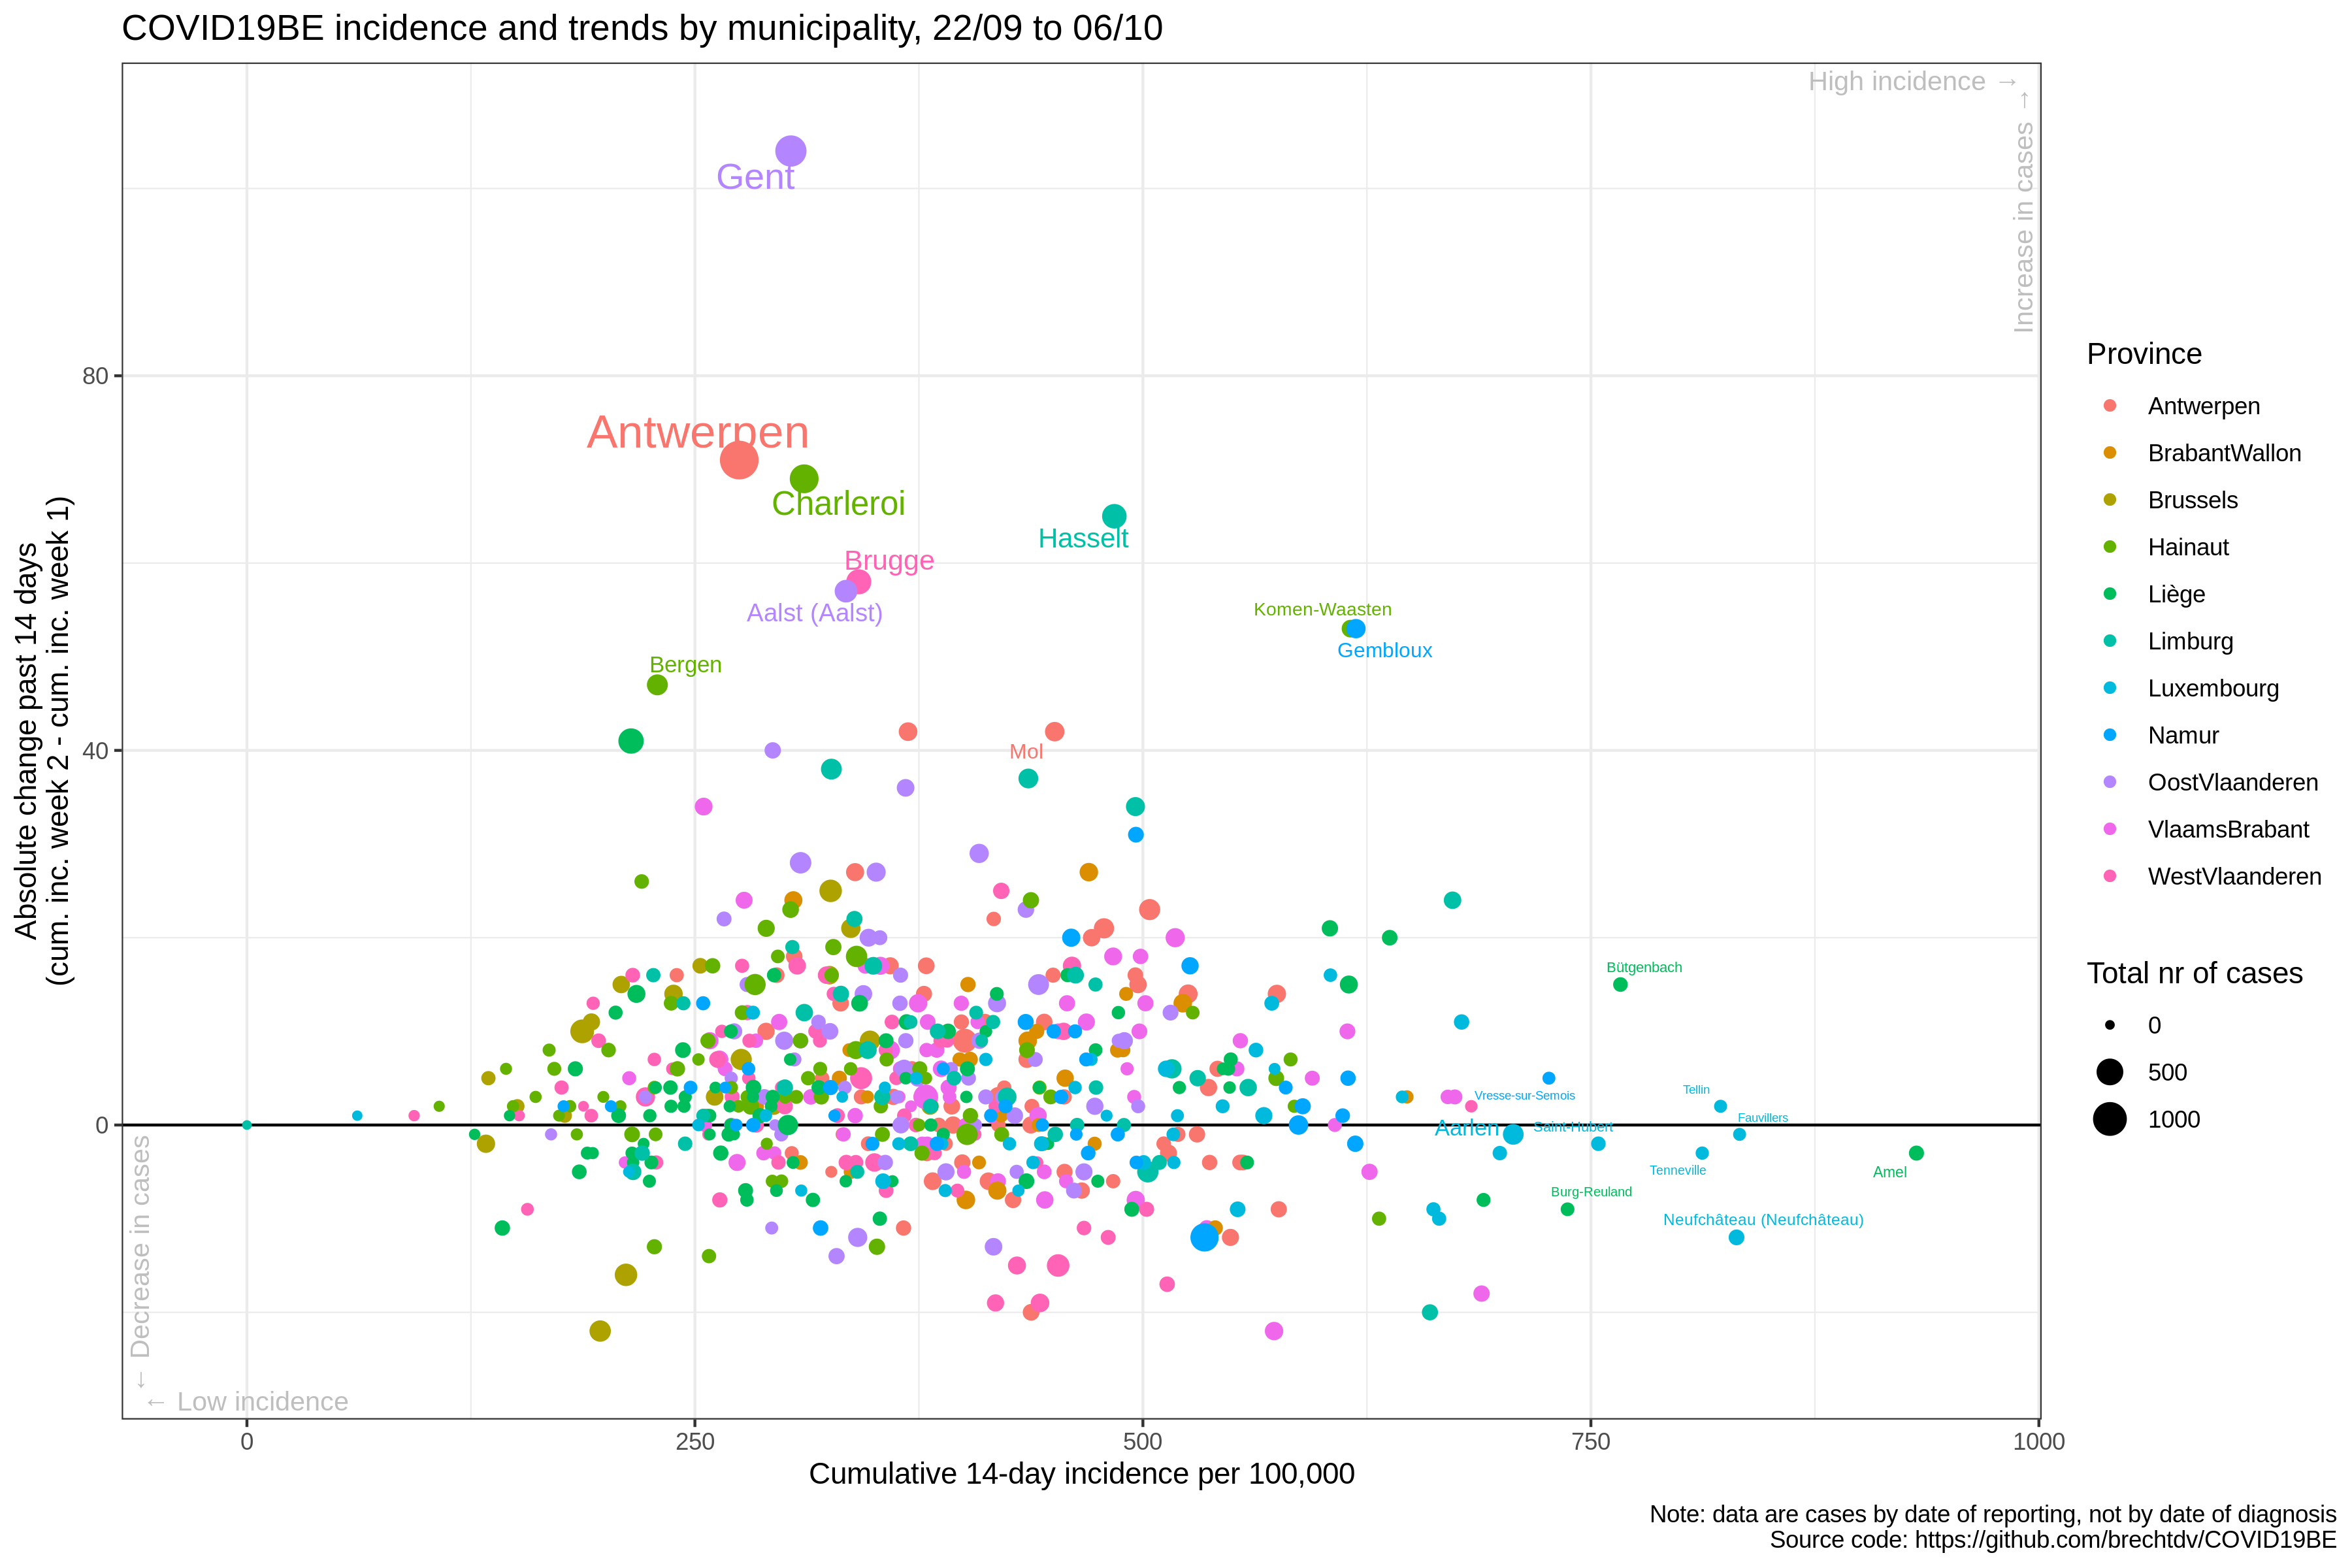 COVID19BE incidence and trends by municipality, 22/09 to 06/10
High incidence →
Increase in cases →
Gent
80
Antwerpen
Charleroi
Hasselt
Brugge
Aalst (Aalst)
Komen-Waasten
Gembloux
Bergen
40
Mol
Bütgenbach
Tellin
Vresse-sur-Semois
Fauvillers
0
Aarlen
Saint-Hubert
Tenneville
Amel
Burg-Reuland
Neufchâteau (Neufchâteau)
← Decrease in cases
← Low incidence
0
250
500
750
1000
Cumulative 14-day incidence per 100,000
Absolute change past 14 days
(cum. inc. week 2 - cum. inc. week 1)
Province
Antwerpen
BrabantWallon
Brussels
Hainaut
Liège
Limburg
Luxembourg
Namur
OostVlaanderen
VlaamsBrabant
WestVlaanderen
Total nr of cases
0
500
1000
Note: data are cases by date of reporting, not by date of diagnosis
Source code: https://github.com/brechtdv/COVID19BE